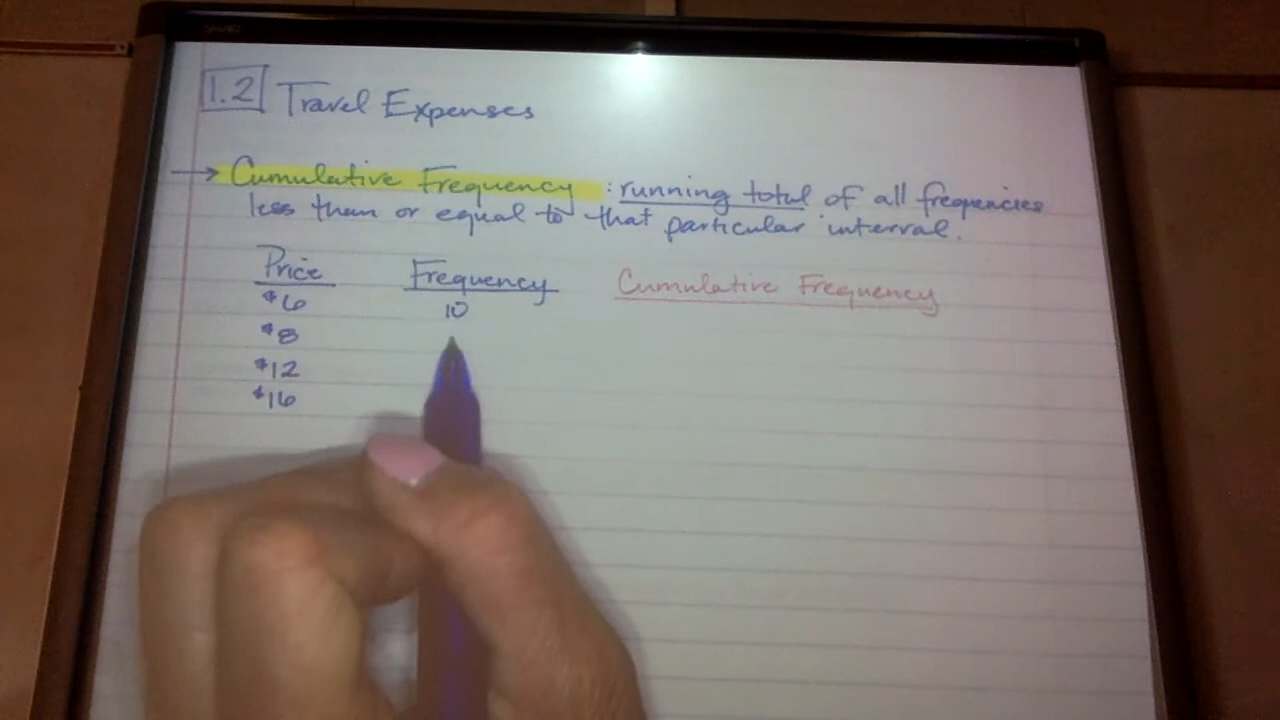 1.2 Travel Expenses
→ Cumulative Frequency : running total of all frequencies
less them or equal to that particular interval.
Price Frequency Cumulative Frequency
$6 10
$8
$12
$16